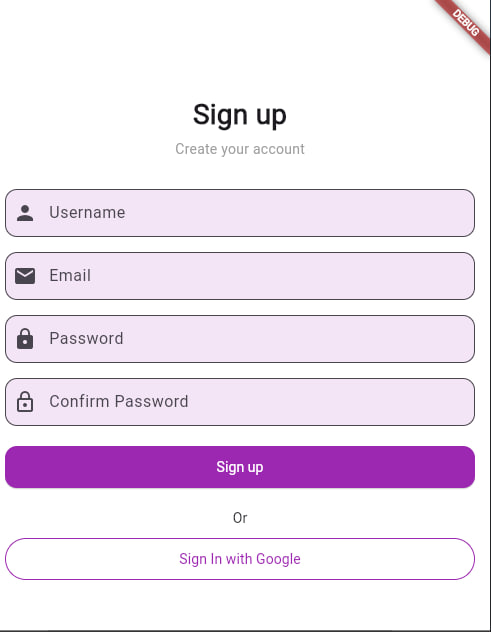 DEBUG
Sign up
Create your account
Username
Email
Password
Confirm Password
Sign up
Or
Sign In with Google